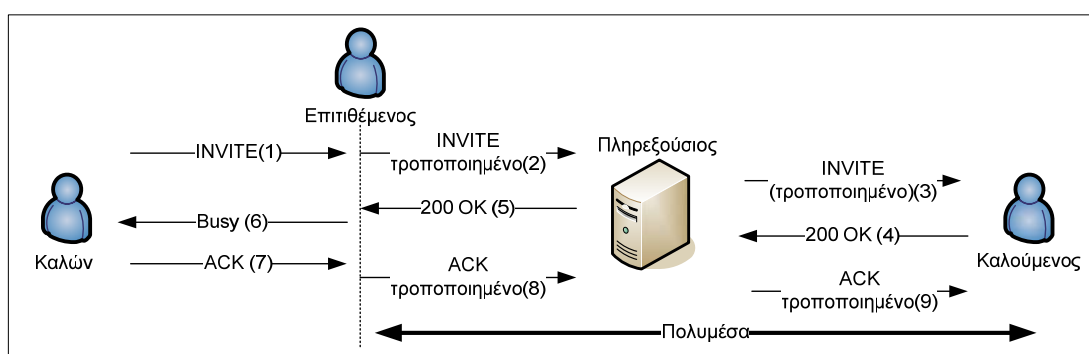 Επιτιθέμενος
INVITE(1)
INVITE
τροποποιημένο(2)
Πληρεξούσιος
INVITE
(τροποποιημένο)(3)
200 OK (5)
Busy (6)
200 OK (4)
Καλών
Καλούμενος
ACK (7)
ACK
τροποποιημένο(8)
ACK
τροποποιημένο(9)
Πολυμέσα